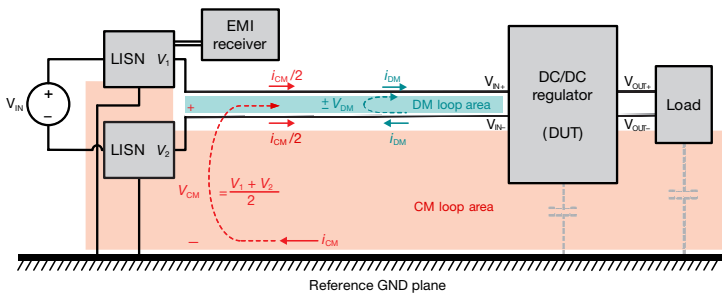 EMI
receiver
LISN V1
VIN
+
−
LISN V2
iCM/2
iDM
+
± VDM
DM loop area
iCM/2
iDM
VCM = V1 + V2
2
−
iCM
CM loop area
VIN+
VIN−
DC/DC
regulator
(DUT)
VOUT+
VOUT−
Load
Reference GND plane